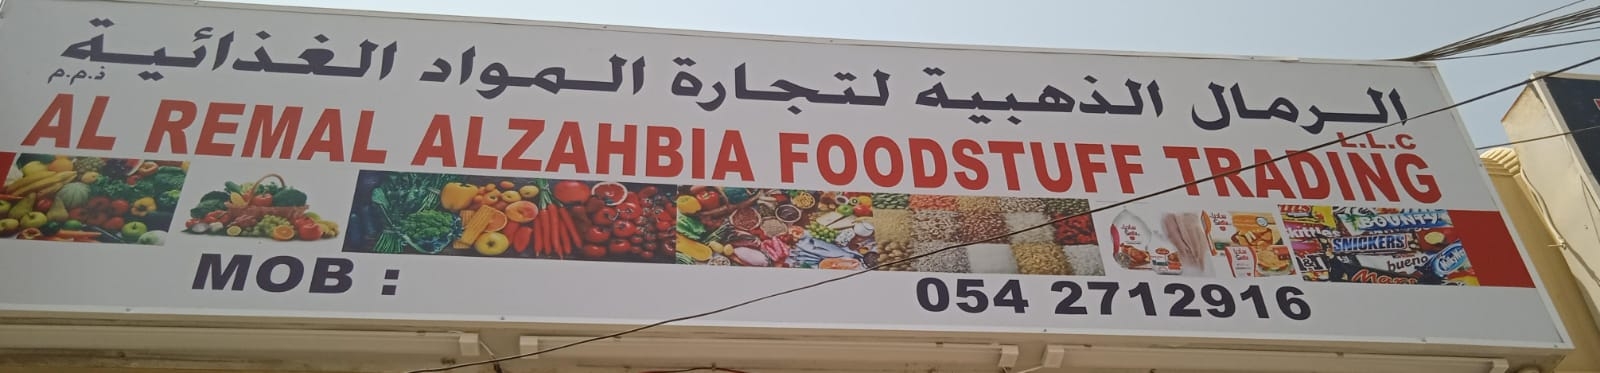 الرمال الذهبية لتجارة المواد الغذائية
ذ.م.م
AL REMAL ALZAHBIA FOODSTUFF TRADING
L.L.C
BOUNTY
SNICKERS
bueno
MOB :
054 2712916